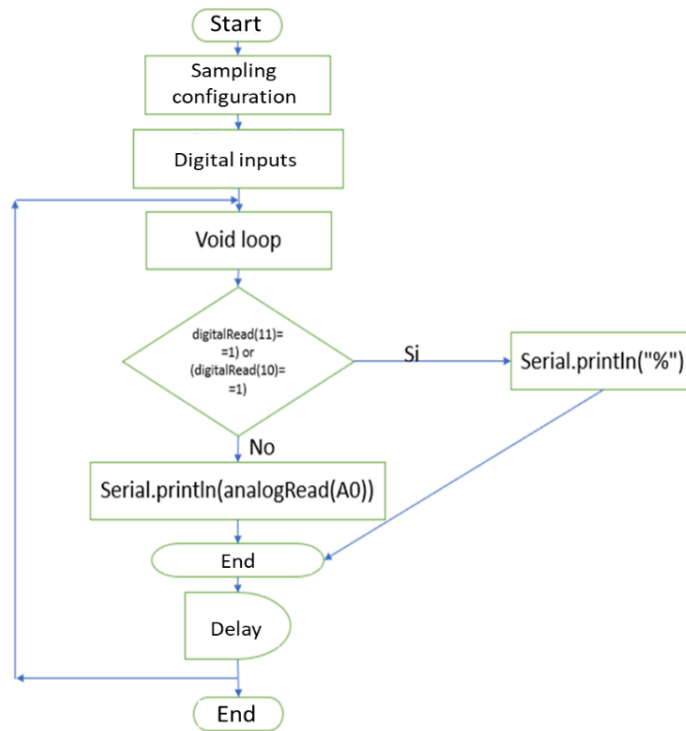 Start
Sampling
configuration
Digital inputs
Void loop
digitalRead(11)=
=1) or
(digitalRead(10)=
=1)
Si
Serial.println("%")
No
Serial.println(analogRead(A0))
End
Delay
End